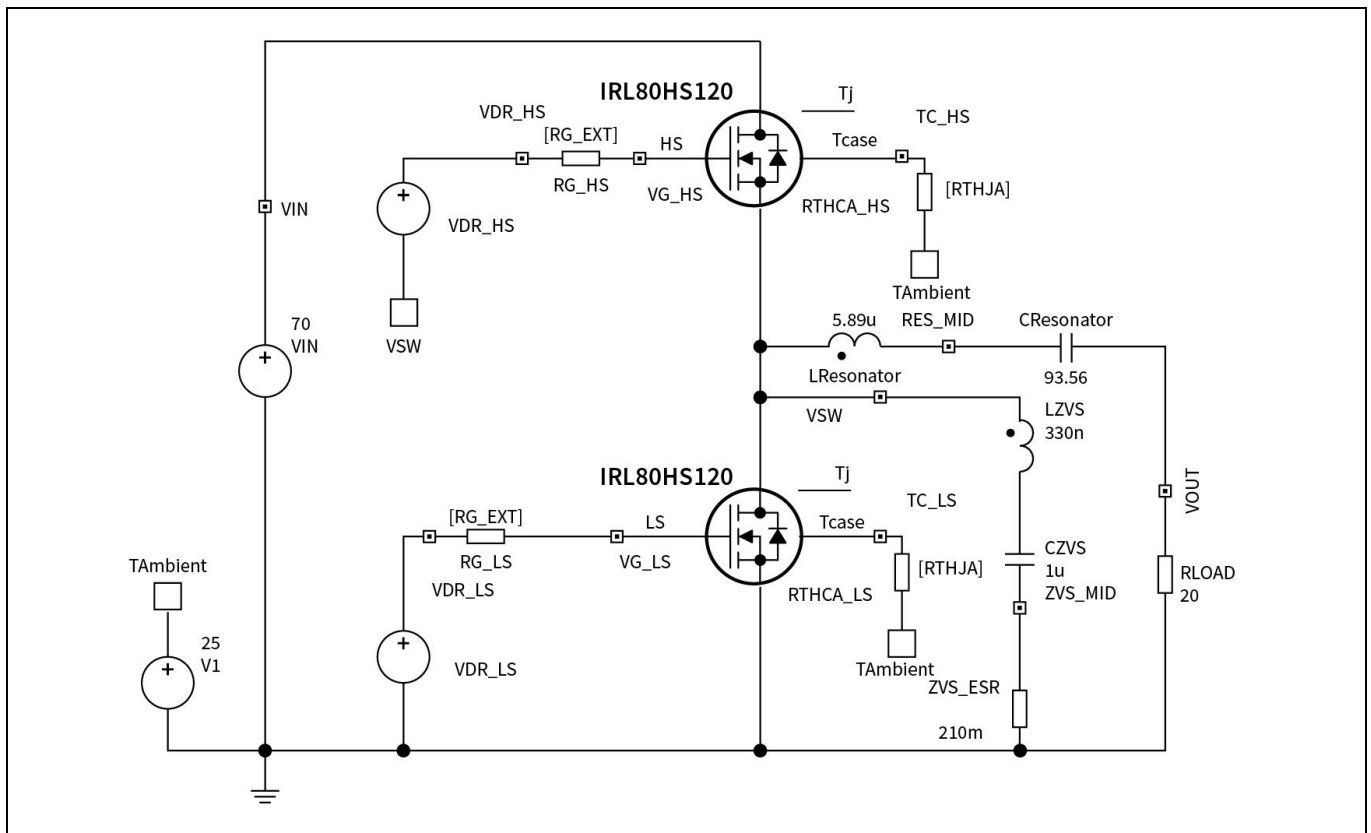 IRL80HS120
Tj
VDR_HS
TC_HS
[RG_EXT]
HS
Tcase
RG_HS
VG_HS
[RTHJA]
RTHCA_HS
VIN
VDR_HS
TAmbient
70
VIN
VSW
5.89u
RES_MID
CResonator
LResonator
93.56
VSW
LZVS
330n
IRL80HS120
Tj
TC_LS
VOUT
[RG_EXT]
LS
Tcase
RG_LS
VG_LS
[RTHJA]
CZVS
1u
ZVS_MID
TAmbient
VDR_LS
RTHCA_LS
RLOAD
20
25
V1
VDR_LS
TAmbient
ZVS_ESR
210m